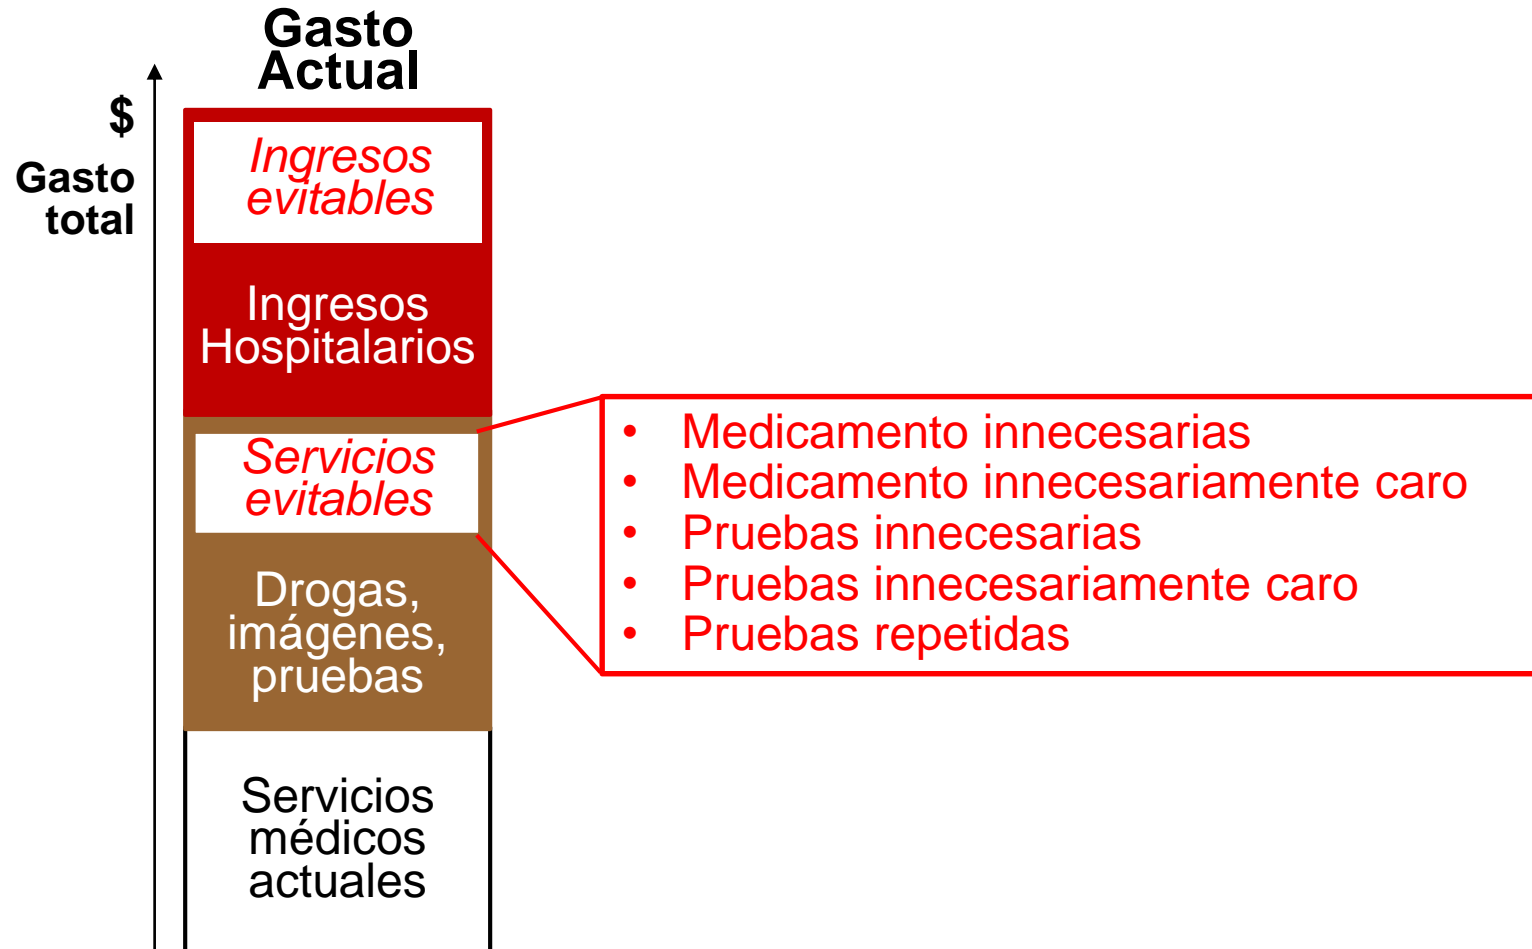 Gasto
Actual
$
Gasto
total
Ingresos
evitables
Ingresos
Hospitalarios
Servicios
evitables
Drogas,
imágenes,
pruebas
Servicios
médicos
actuales
• Medicamento innecesarias
• Medicamento innecesariamente caro
• Pruebas innecesarias
• Pruebas innecesariamente caro
• Pruebas repetidas